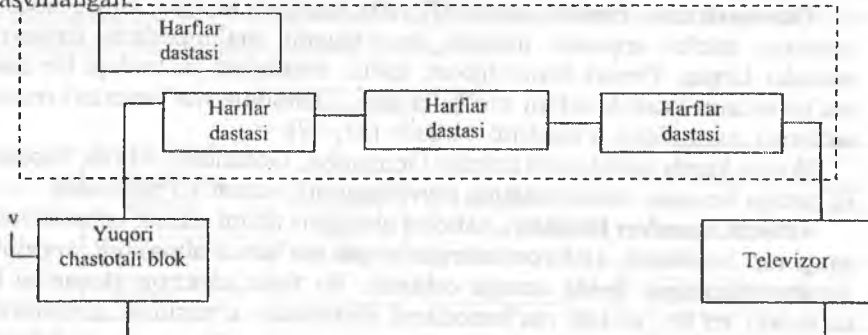 Harflar
dastasi
Harflar
dastasi
Harflar
dastasi
Harflar
dastasi
v
Yuqori
chastotali blok
Televizor